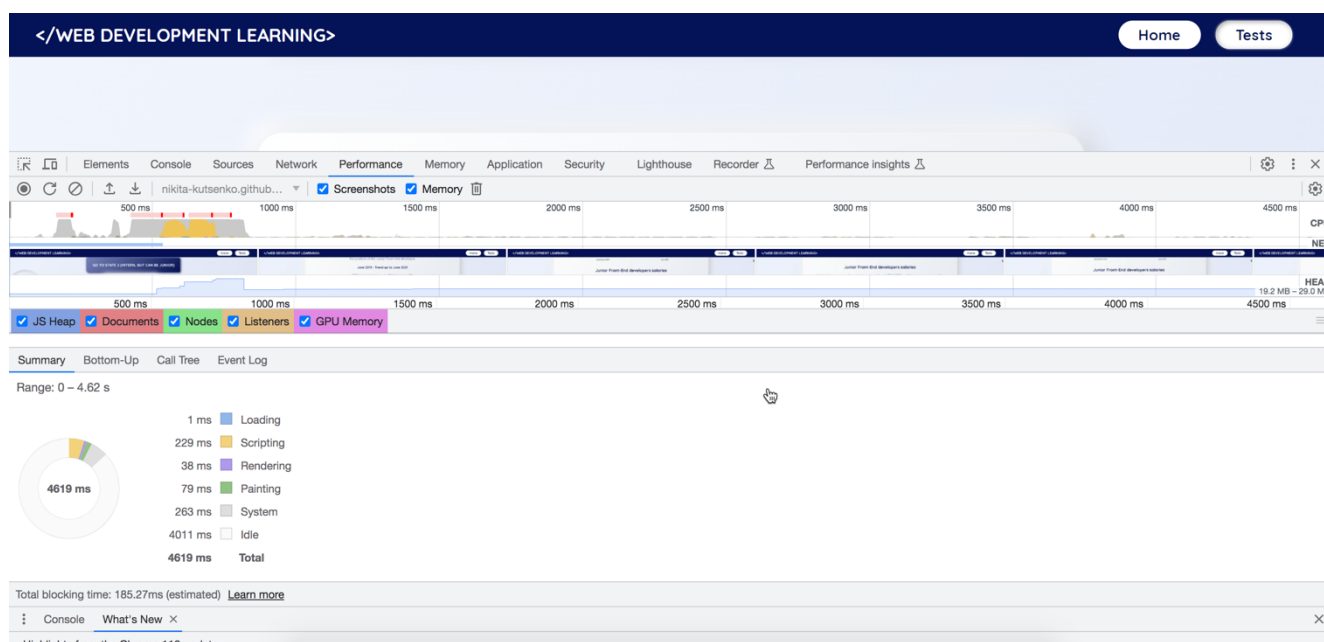 </WEB DEVELOPMENT LEARNING> Home Tests
Elements Console Sources Network Performance Memory Application Security Lighthouse Recorder Performance insights
nikita-kutsenko.github... Screenshots Memory
500 ms 1000 ms 1500 ms 2000 ms 2500 ms 3000 ms 3500 ms 4000 ms 4500 ms
CP
NE
HEA
19.2 MB – 29.0 M
500 ms 1000 ms 1500 ms 2000 ms 2500 ms 3000 ms 3500 ms 4000 ms 4500 ms
JS Heap Documents Nodes Listeners GPU Memory
Summary Bottom-Up Call Tree Event Log
Range: 0 – 4.62 s
1 ms Loading
229 ms Scripting
38 ms Rendering
4619 ms 79 ms Painting
263 ms System
4011 ms Idle
4619 ms Total
Total blocking time: 185.27ms (estimated) Learn more
Console What's New